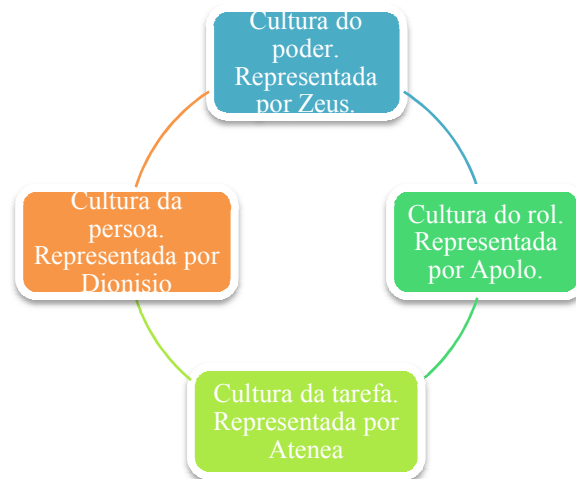 Cultura do
poder.
Representada
por Zeus.
Cultura do rol.
Representada
por Apolo.
Cultura da tarefa.
Representada por
Atenea
Cultura da
persoa.
Representada por
Dionisio